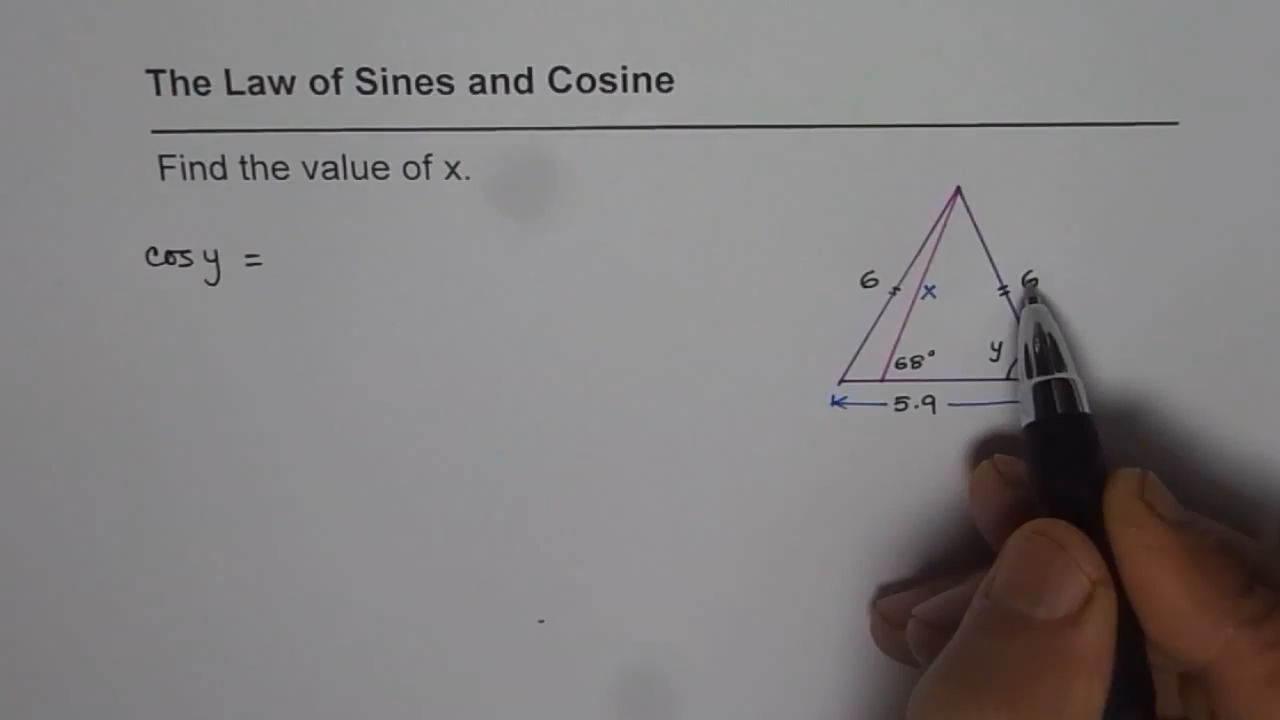 The Law of Sines and Cosine
Find the value of x.
cos y =
6
x
6
68°
y
5.9